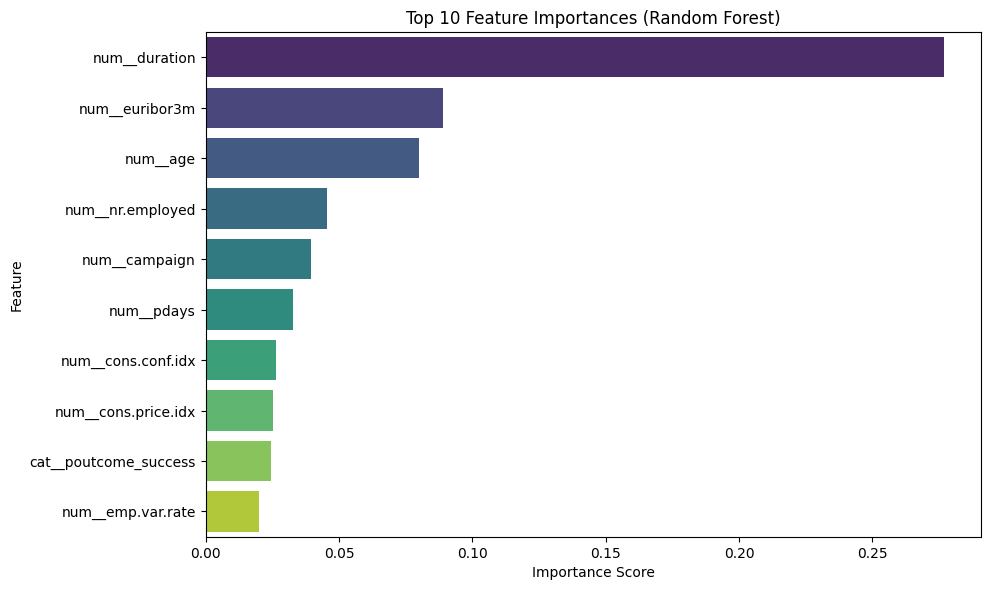 Top 10 Feature Importances (Random Forest)
Feature
num__duration
num__euribor3m
num__age
num__nr.employed
num__campaign
num__pdays
num__cons.conf.idx
num__cons.price.idx
cat__poutcome_success
num__emp.var.rate
0.00 0.05 0.10 0.15 0.20 0.25
Importance Score